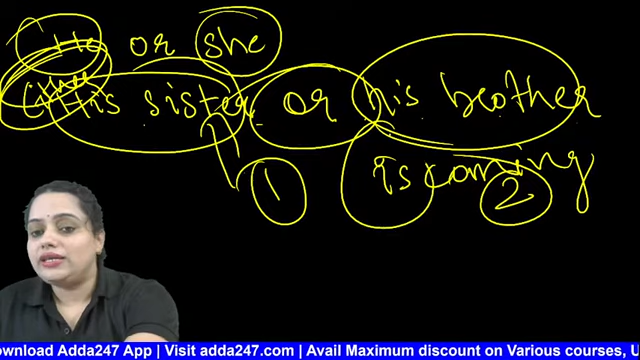 He or she
His sister or his brother
1 is coming 2
ownload Adda247 App | Visit adda247.com | Avail Maximum discount on Various courses, U